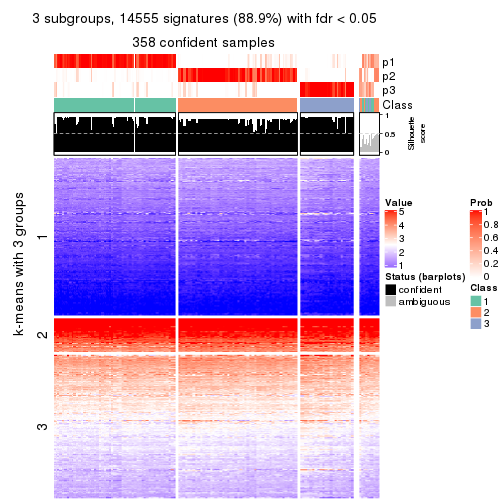 3 subgroups, 14555 signatures (88.9%) with fdr < 0.05
358 confident samples
p1
p2
p3
Class
1
0.5
0
Silhouette
score
k-means with 3 groups
1
2
3
Value
5
4
3
2
1
Status (barplots)
confident
ambiguous
Prob
1
0.8
0.6
0.4
0.2
0
Class
1
2
3